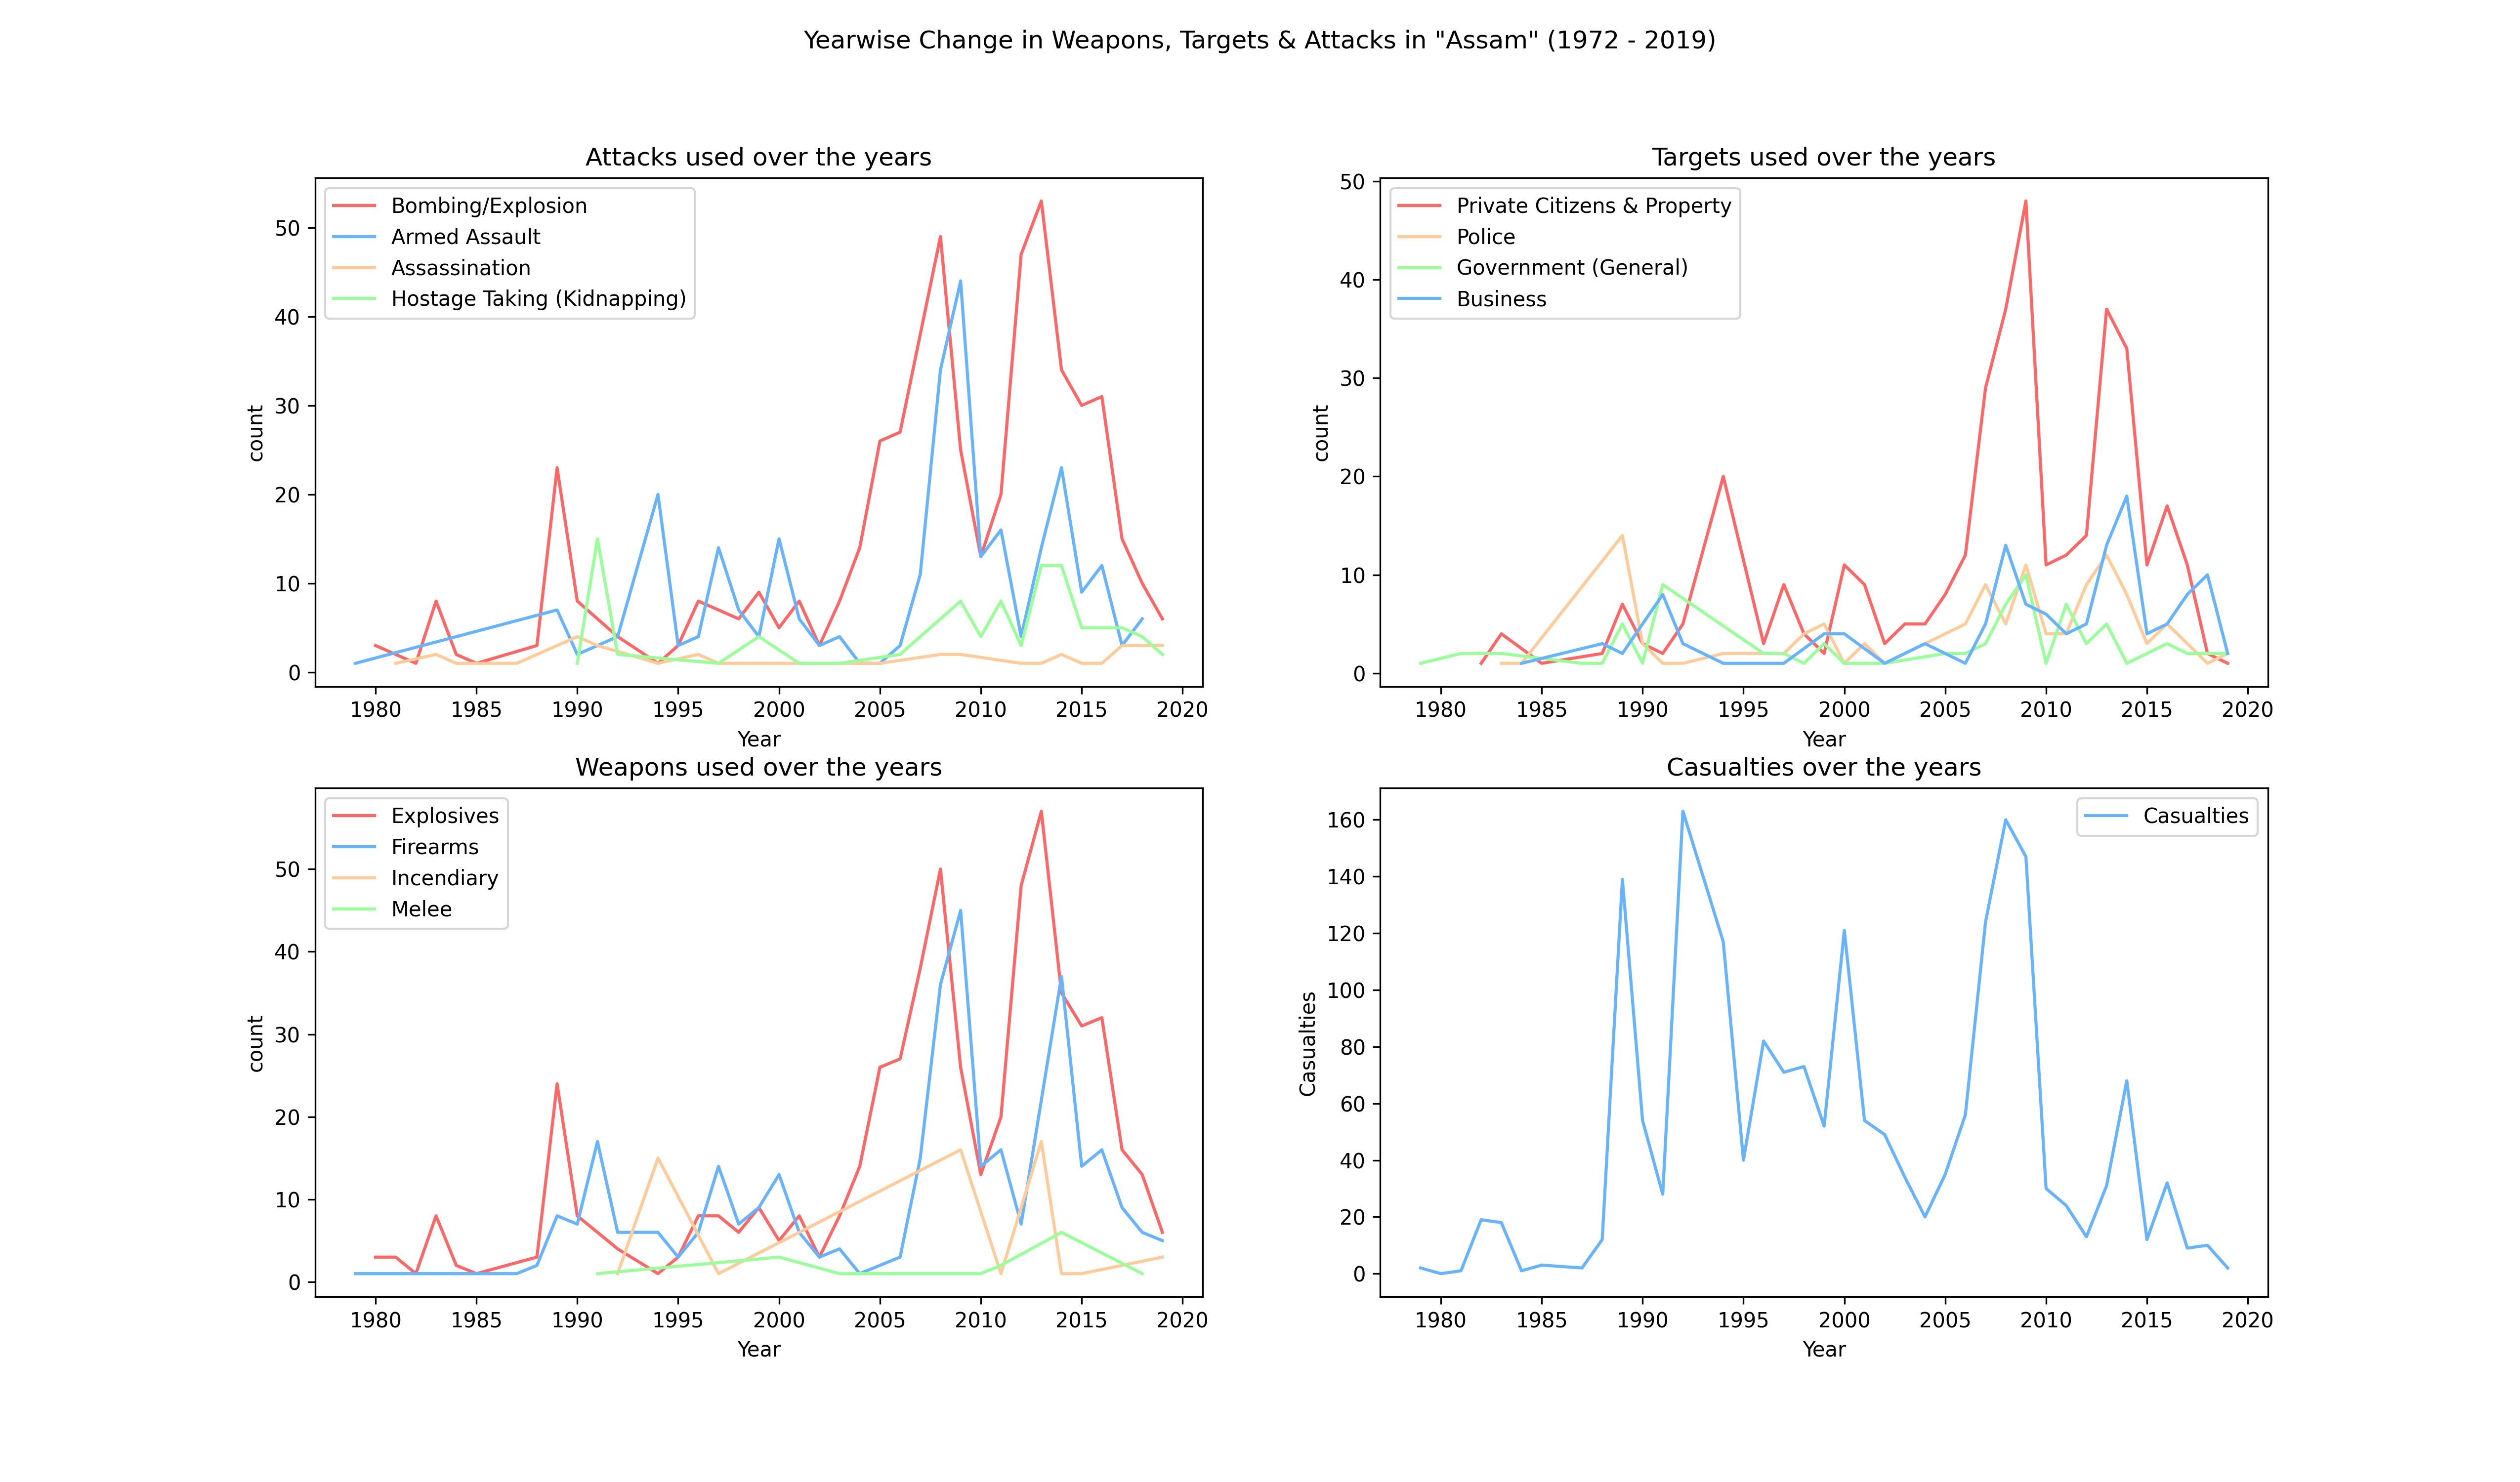 Yearwise Change in Weapons, Targets & Attacks in "Assam" (1972 - 2019)
Attacks used over the years
Bombing/Explosion
Armed Assault
Assassination
Hostage Taking (Kidnapping)
50
40
30
20
10
0
count
1980 1985 1990 1995 2000 2005 2010 2015 2020
Year
Targets used over the years
Private Citizens & Property
Police
Government (General)
Business
50
40
30
20
10
0
count
1980 1985 1990 1995 2000 2005 2010 2015 2020
Year
Weapons used over the years
Explosives
Firearms
Incendiary
Melee
50
40
30
20
10
0
count
1980 1985 1990 1995 2000 2005 2010 2015 2020
Year
Casualties over the years
Casualties
160
140
120
100
80
60
40
20
0
Casualties
1980 1985 1990 1995 2000 2005 2010 2015 2020
Year